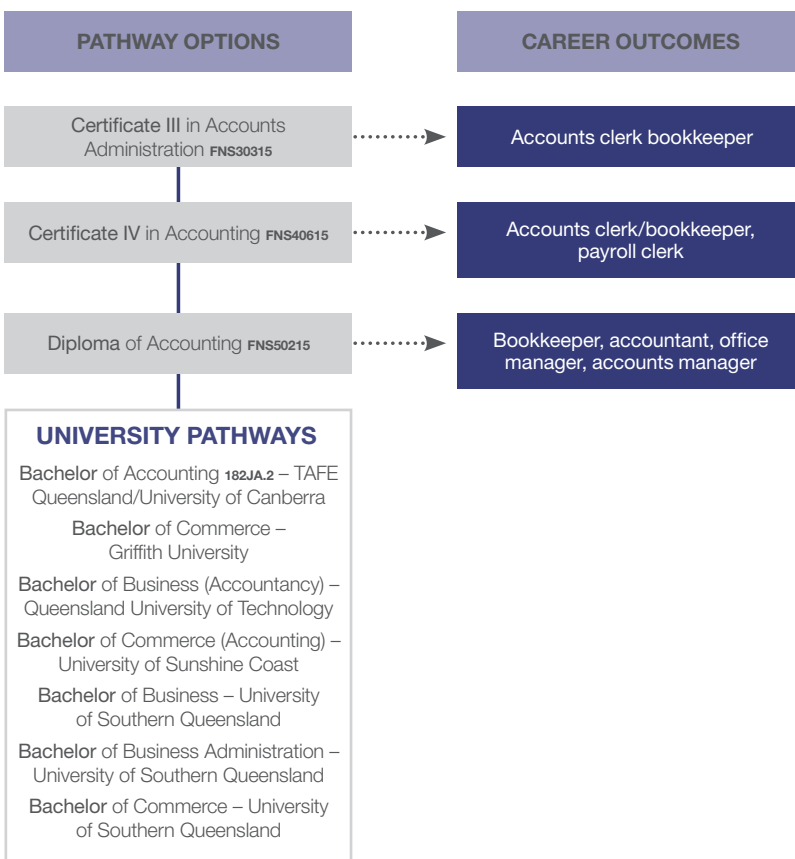 PATHWAY OPTIONS
CAREER OUTCOMES
Certificate III in Accounts
Administration FNS30315
Accounts clerk bookkeeper
Certificate IV in Accounting FNS40615
Accounts clerk/bookkeeper,
payroll clerk
Diploma of Accounting FNS50215
Bookkeeper, accountant, office
manager, accounts manager
UNIVERSITY PATHWAYS
Bachelor of Accounting 182JA.2 – TAFE
Queensland/University of Canberra
Bachelor of Commerce –
Griffith University
Bachelor of Business (Accountancy) –
Queensland University of Technology
Bachelor of Commerce (Accounting) –
University of Sunshine Coast
Bachelor of Business – University
of Southern Queensland
Bachelor of Business Administration –
University of Southern Queensland
Bachelor of Commerce – University
of Southern Queensland